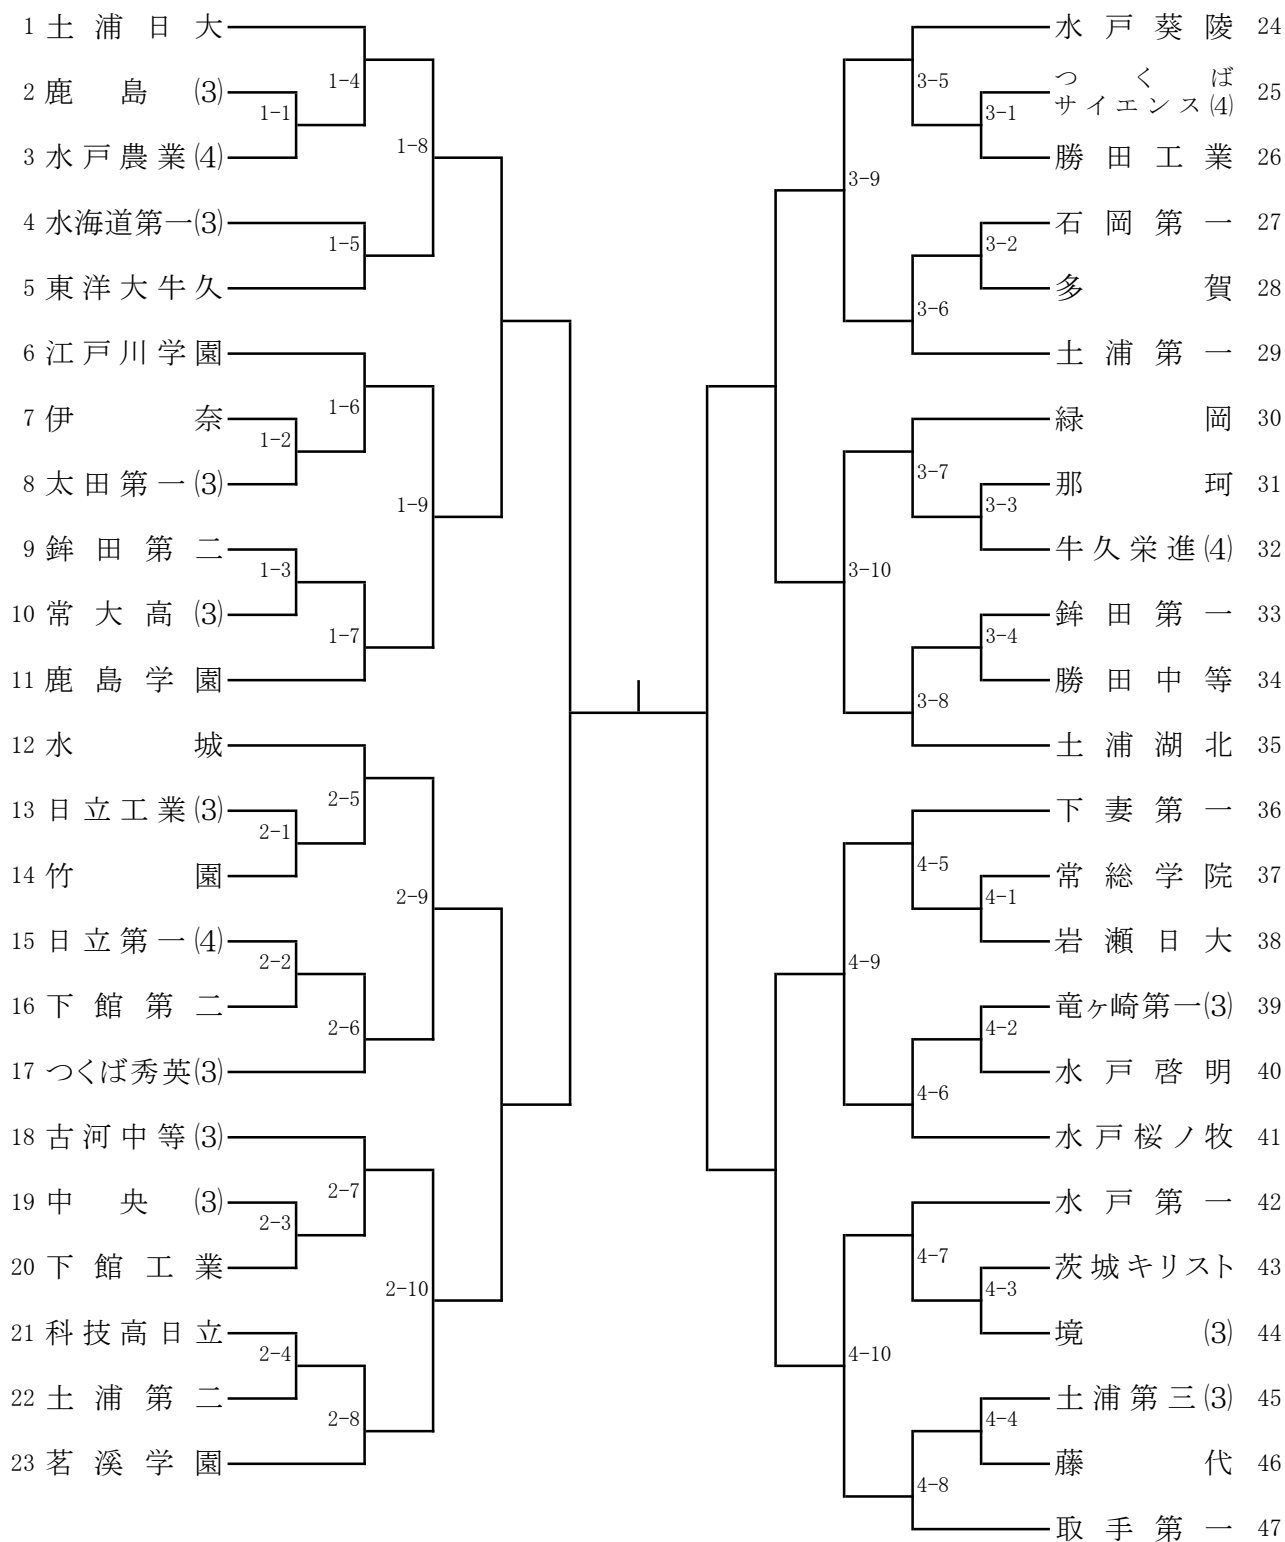 1 土浦日大
2 鹿島 (3)
3 水戸農業(4)
4 水海道第一(3)
5 東洋大牛久
6 江戸川学園
7 伊奈
8 太田第一(3)
9 鉾田第二
10 常大高 (3)
11 鹿島学園
12 水城
13 日立工業(3)
14 竹園
15 日立第一(4)
16 下館第二
17 つくば秀英(3)
18 古河中等(3)
19 中央 (3)
20 下館工業
21 科技高日立
22 土浦第二
23 茗溪学園
1-1
1-2
1-3
2-1
2-2
2-3
2-4
1-4
1-5
1-6
1-7
2-5
2-6
2-7
2-8
1-8
1-9
2-9
2-10
3-9
3-10
4-9
4-10
3-5
3-6
3-7
3-8
4-5
4-6
4-7
4-8
3-1
3-2
3-3
3-4
4-1
4-2
4-3
4-4
水戸葵陵 24
つくば
サイエンス(4) 25
勝田工業 26
石岡第一 27
多賀 28
土浦第一 29
緑岡 30
那珂 31
牛久栄進(4) 32
鉾田第一 33
勝田中等 34
土浦湖北 35
下妻第一 36
常総学院 37
岩瀬日大 38
竜ヶ崎第一(3) 39
水戸啓明 40
水戸桜ノ牧 41
水戸第一 42
茨城キリスト 43
境 (3) 44
土浦第三(3) 45
藤代 46
取手第一 47